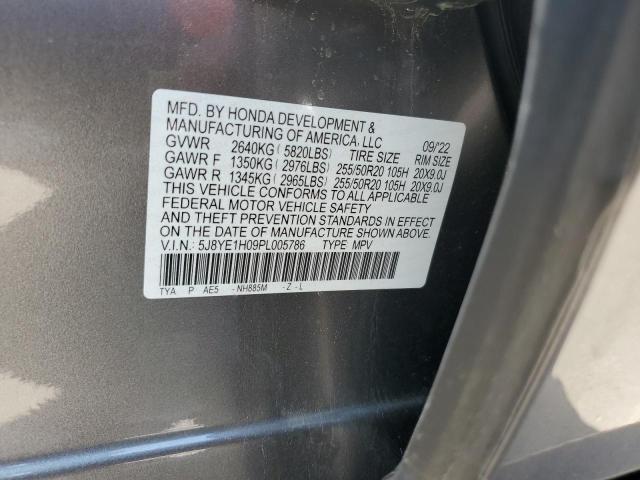 MFD. BY HONDA DEVELOPMENT &
MANUFACTURING OF AMERICA, LLC 09/'22
GVWR 2640KG ( 5820LBS) TIRE SIZE RIM SIZE
GAWR F 1350KG ( 2976LBS) 255/50R20 105H 20X9.0J
GAWR R 1345KG ( 2965LBS) 255/50R20 105H 20X9.0J
THIS VEHICLE CONFORMS TO ALL APPLICABLE
FEDERAL MOTOR VEHICLE SAFETY
AND THEFT PREVENTION STANDARDS IN EFFECT
ON THE DATE OF MANUFACTURE SHOWN ABOVE.
V.I.N.: 5J8YE1H09PL005786 TYPE MPV
TYA P AE5 - NH885M - Z - L